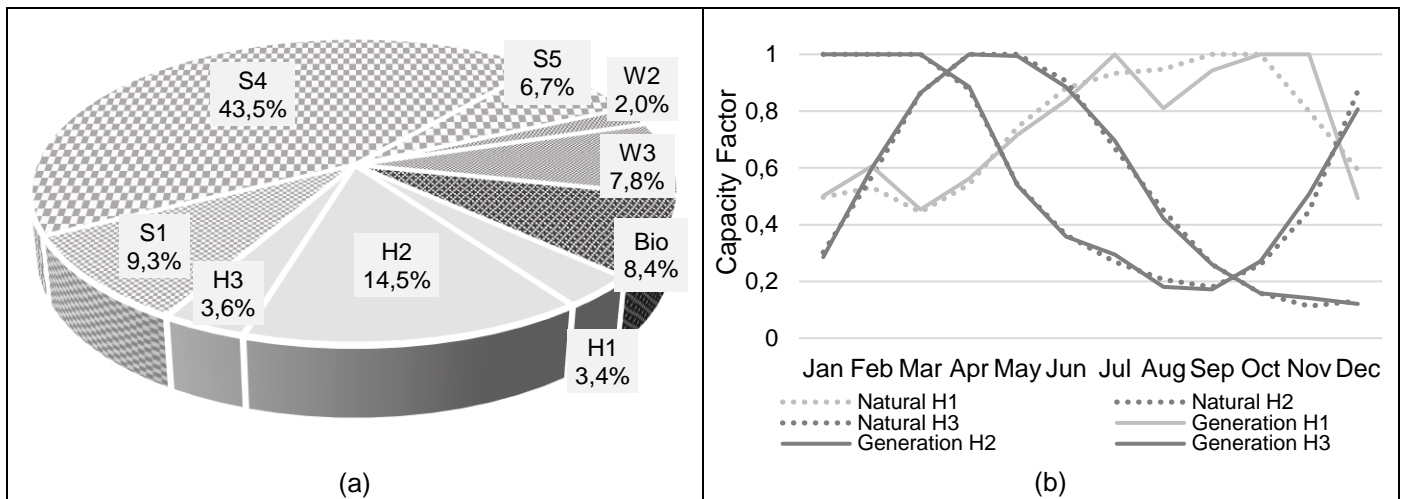 S4
43,5%
S5
6,7%
W2
2,0%
W3
7,8%
Bio
8,4%
H1
3,4%
H2
14,5%
H3
3,6%
S1
9,3%
(a)
Capacity Factor
1
0,8
0,6
0,4
0,2
0
Jan Feb Mar Apr May Jun Jul Aug Sep Oct Nov Dec
Natural H1 Natural H2
Natural H3 Generation H1
Generation H2 Generation H3
(b)